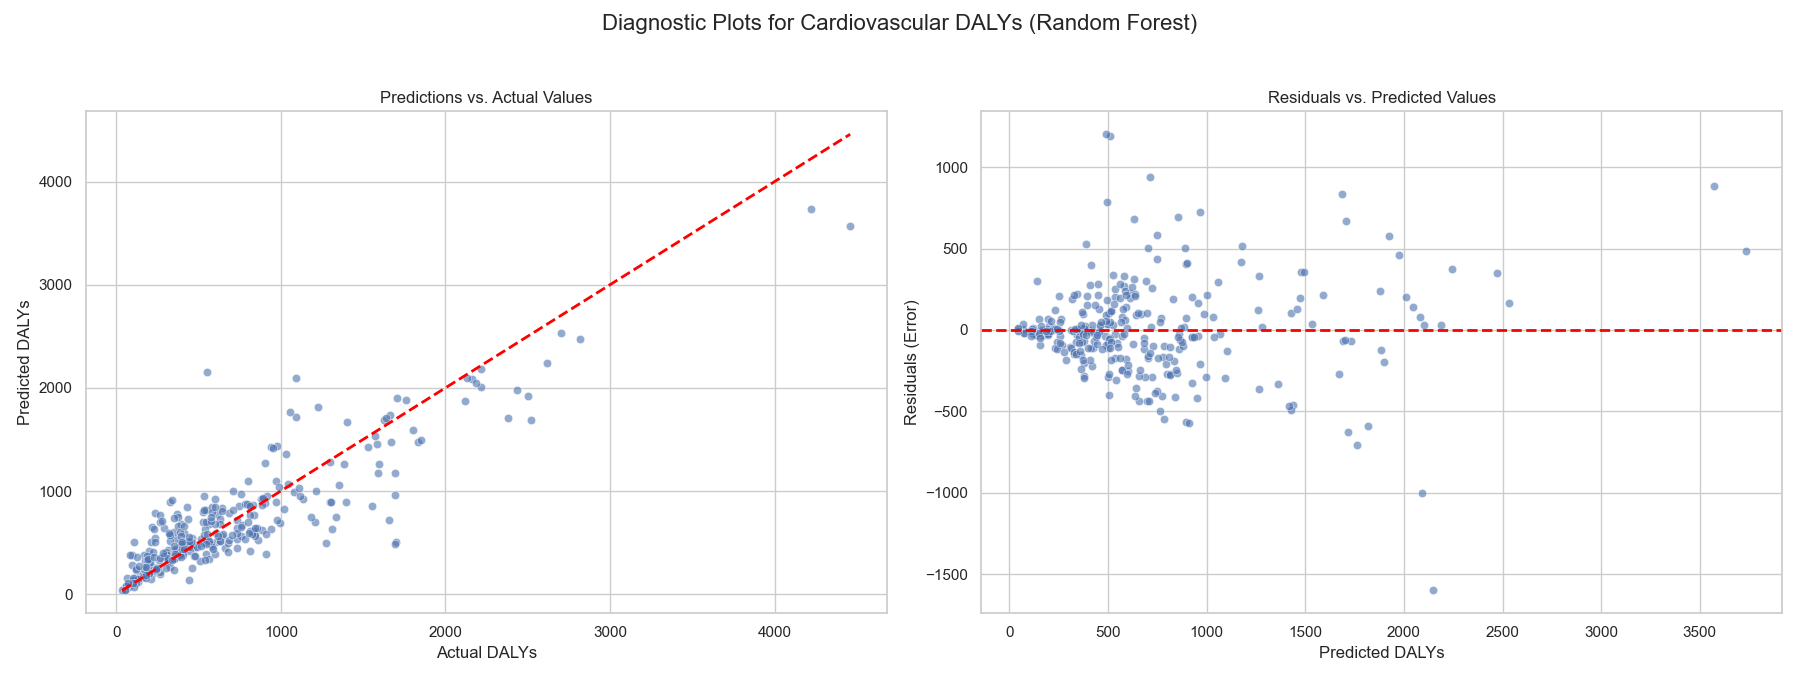 Diagnostic Plots for Cardiovascular DALYs (Random Forest)
Predictions vs. Actual Values
4000
3000
2000
1000
0
Predicted DALYs
0 1000 2000 3000 4000
Actual DALYs
Residuals vs. Predicted Values
1000
500
0
−500
−1000
−1500
Residuals (Error)
0 500 1000 1500 2000 2500 3000 3500
Predicted DALYs